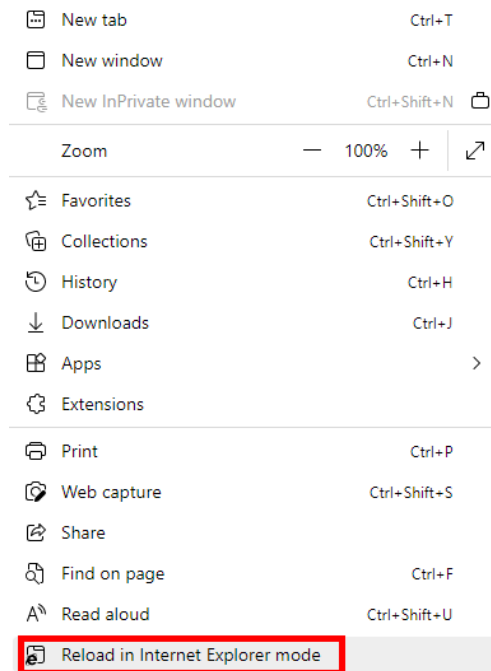 New tab Ctrl+T
New window Ctrl+N
New InPrivate window Ctrl+Shift+N
Zoom — 100% +
Favorites Ctrl+Shift+O
Collections Ctrl+Shift+Y
History Ctrl+H
Downloads Ctrl+J
Apps
Extensions
Print Ctrl+P
Web capture Ctrl+Shift+S
Share
Find on page Ctrl+F
Read aloud Ctrl+Shift+U
Reload in Internet Explorer mode